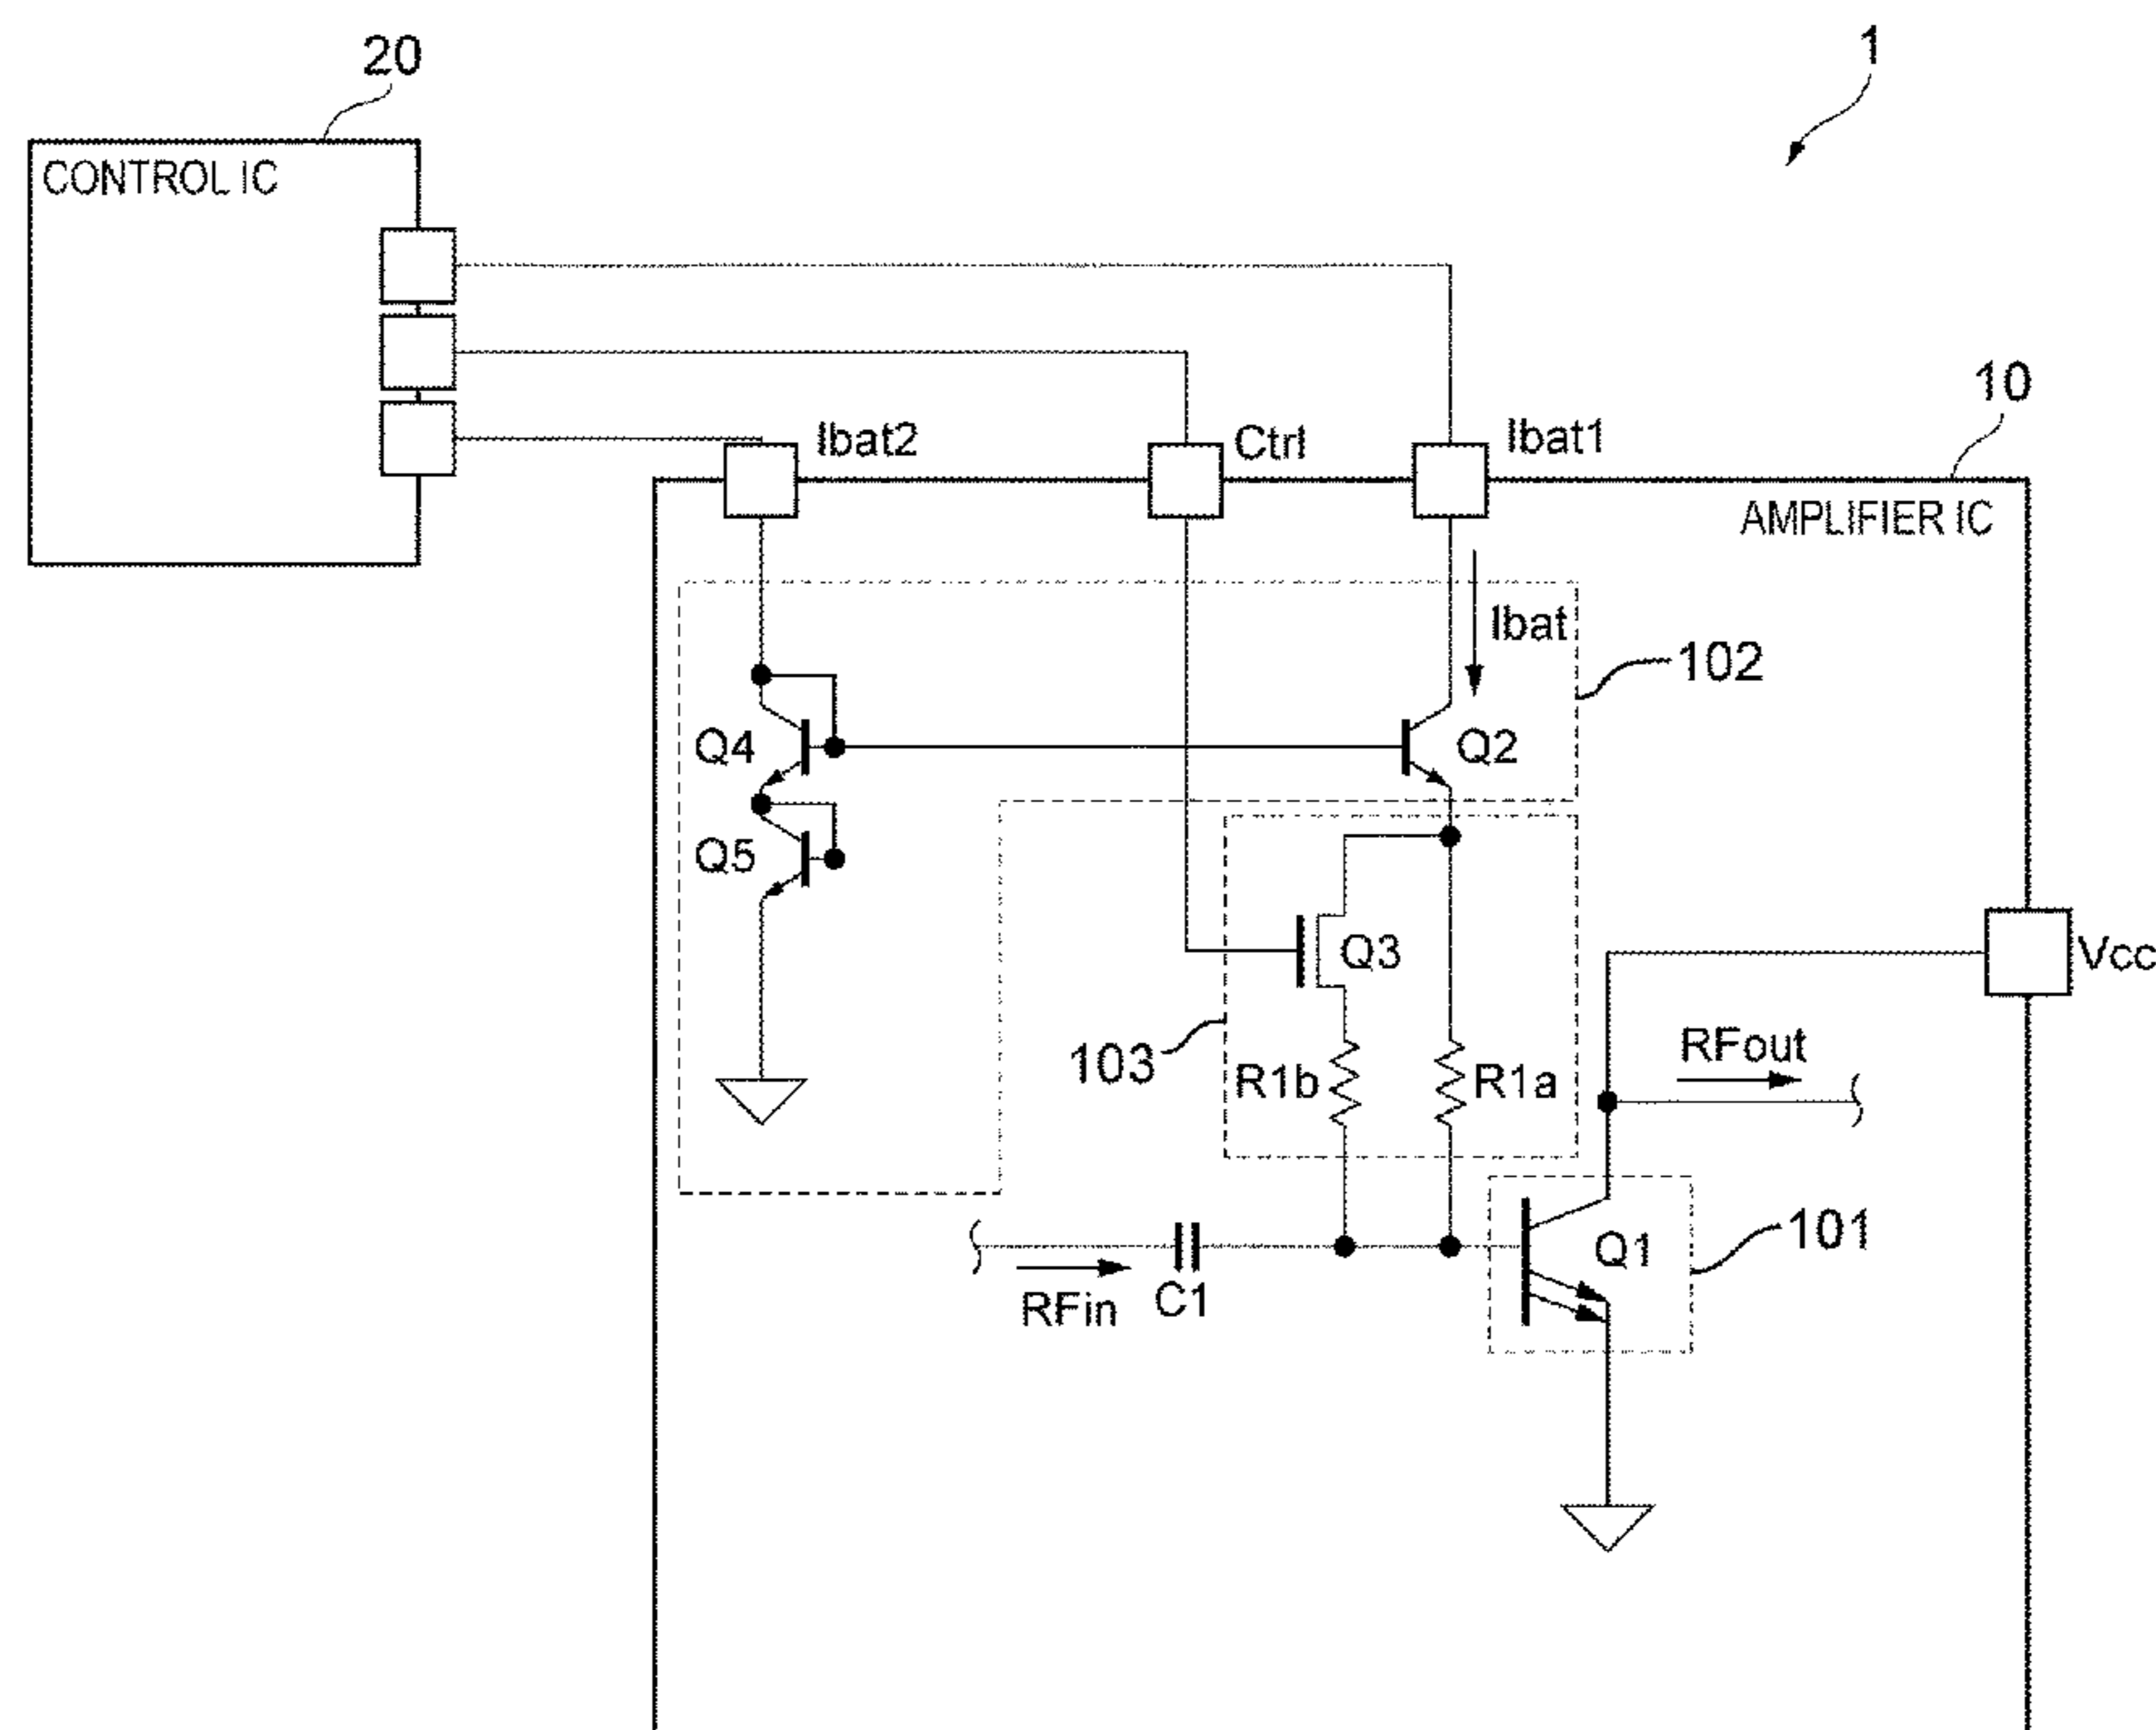 20
1
CONTROL IC
10
Ibat2
Ctrl
Ibat1
AMPLIFIER IC
Ibat
102
Q4
Q2
Q5
Q3
Vcc
103
R1b
R1a
RFout
101
Q1
RFin
C1